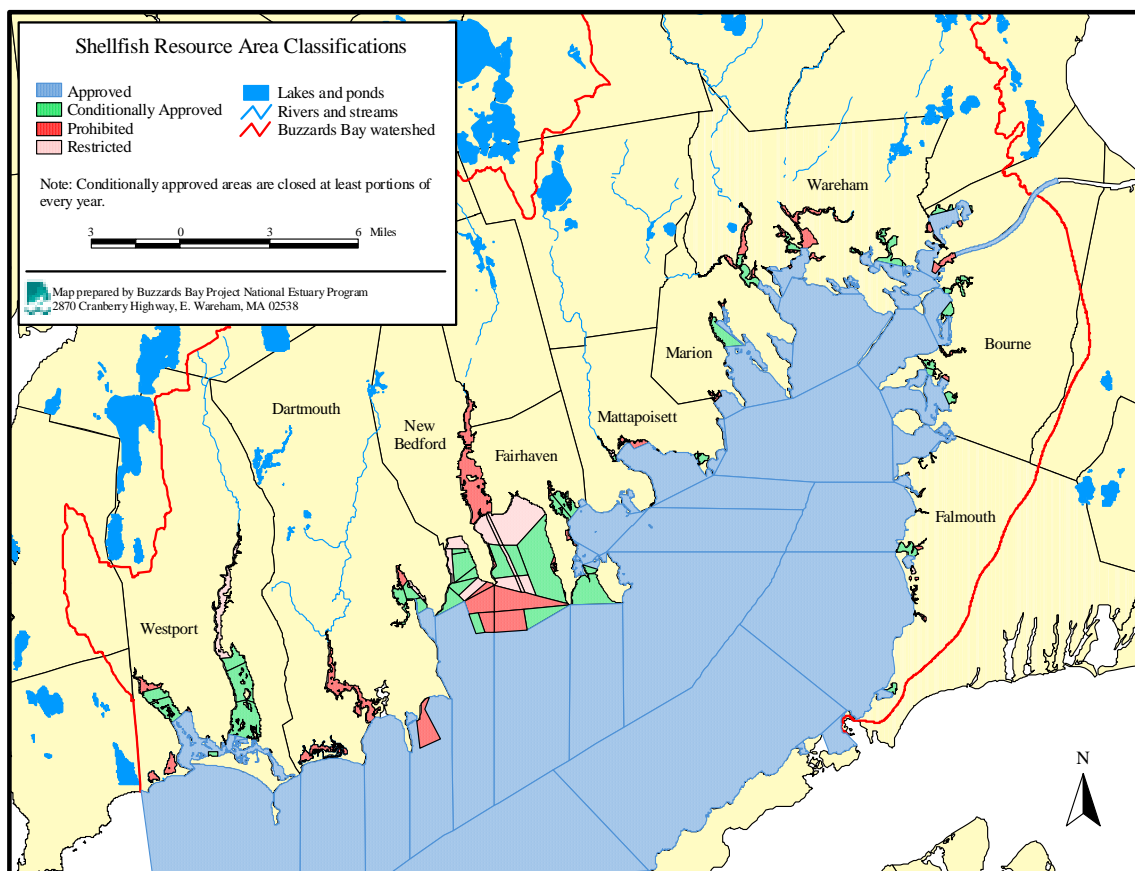 Shellfish Resource Area Classifications
Approved
Conditionally Approved
Prohibited
Restricted
Lakes and ponds
Rivers and streams
Buzzards Bay watershed
Note: Conditionally approved areas are closed at least portions of
every year.
3 0 3 6 Miles
Map prepared by Buzzards Bay Project National Estuary Program
2870 Cranberry Highway, E. Wareham, MA 02538
Wareham
Marion
Bourne
Dartmouth
New
Bedford
Mattapoisett
Fairhaven
Falmouth
Westport
N